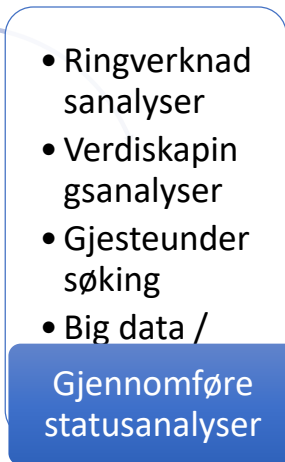 • Ringverknad
sanalyser
• Verdiskapin
gsanalyser
• Gjesteunder
søking
• Big data /
Gjennomføre
statusanalyser